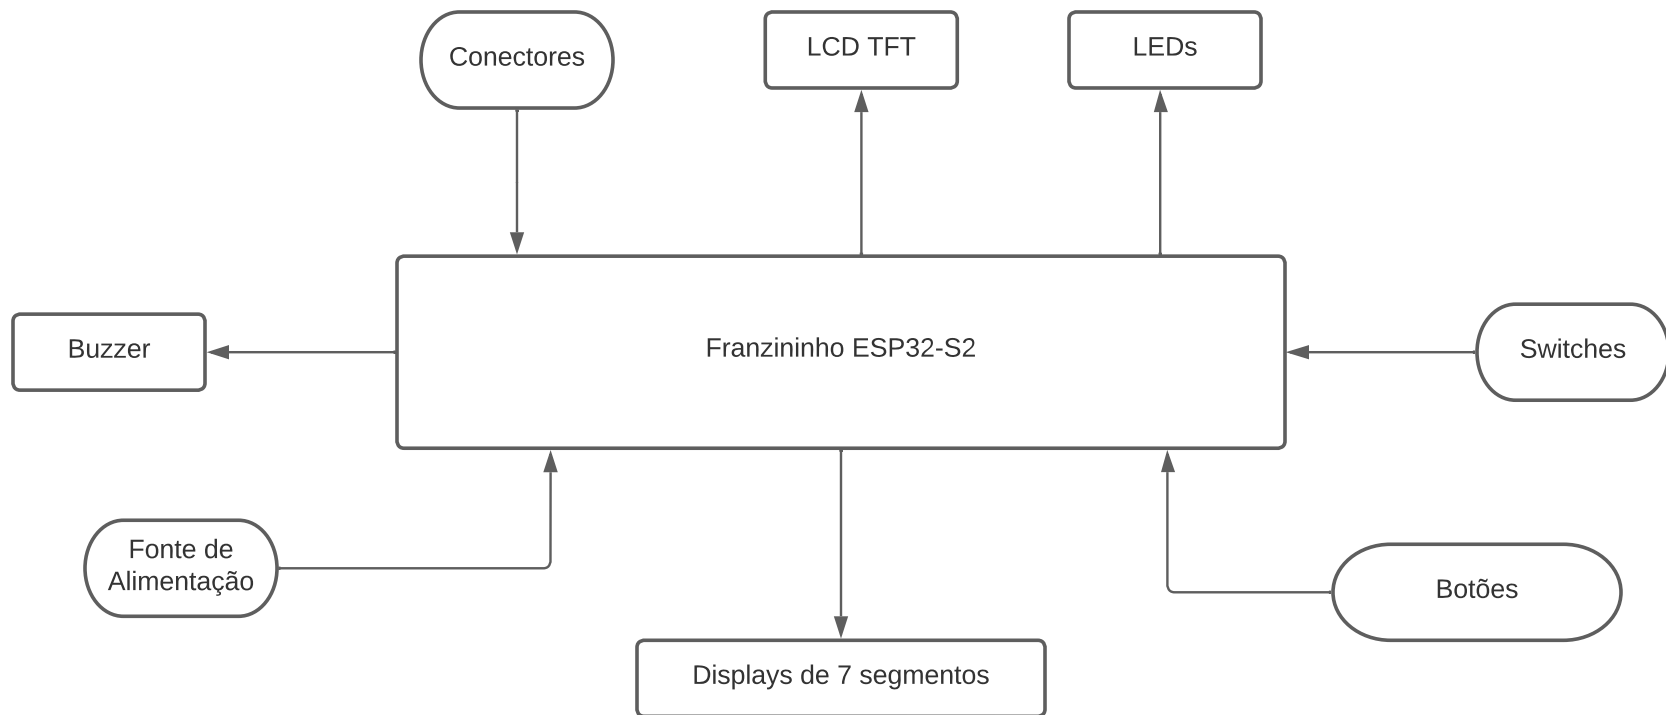 Conectores
LCD TFT
LEDs
Buzzer
Franzininho ESP32-S2
Switches
Fonte de
Alimentação
Botões
Displays de 7 segmentos